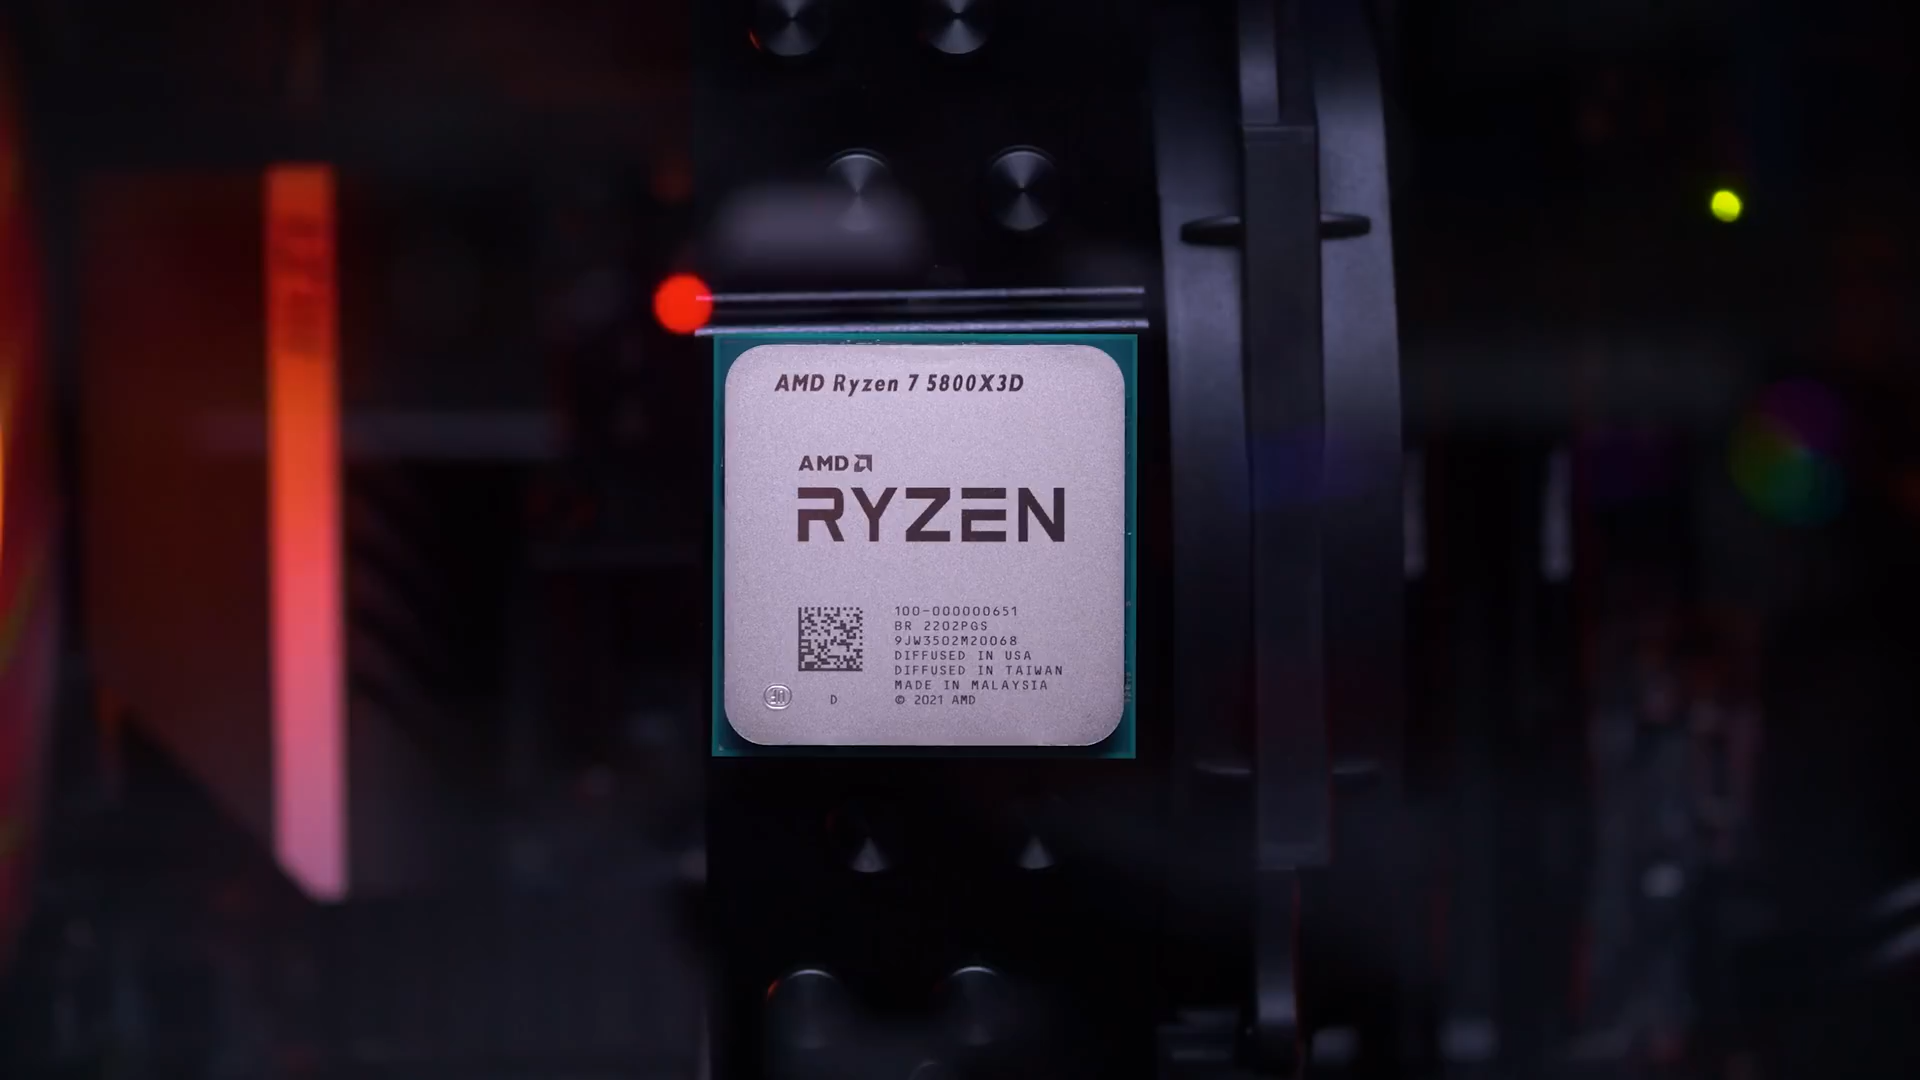 AMD Ryzen 7 5800X3D
AMD
RYZEN
100-000000651
BR 2202PGS
9JW3502M20068
DIFFUSED IN USA
DIFFUSED IN TAIWAN
MADE IN MALAYSIA
© 2021 AMD
D